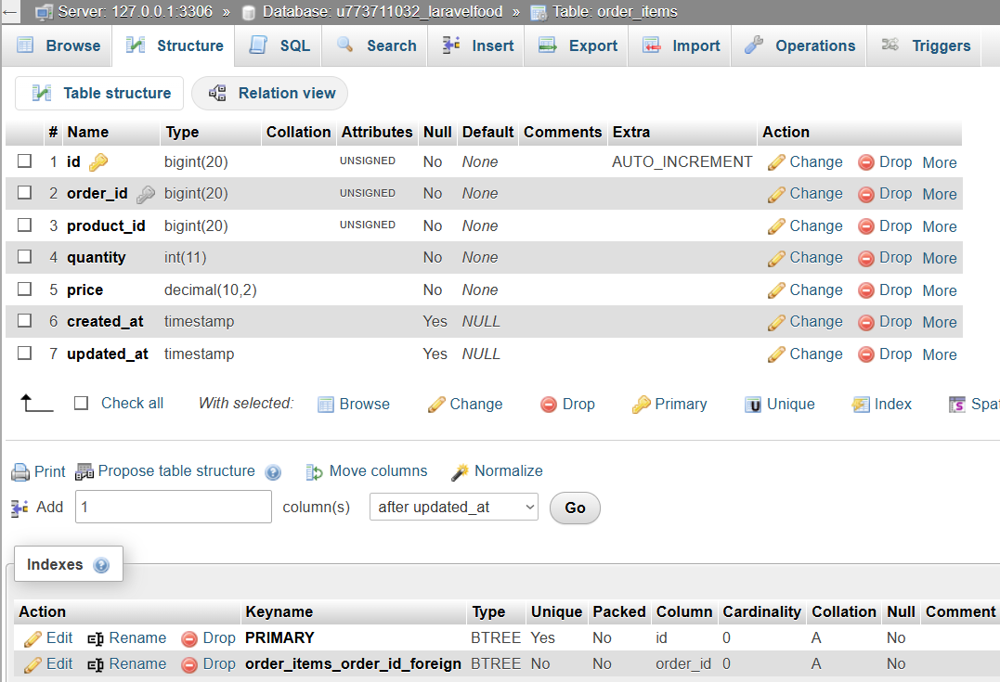 Server: 127.0.0.1:3306 » Database: u773711032_laravelfood » Table: order_items
Browse Structure SQL Search Insert Export Import Operations Triggers
Table structure Relation view
# Name Type Collation Attributes Null Default Comments Extra Action
1 id bigint(20) UNSIGNED No None AUTO_INCREMENT Change Drop More
2 order_id bigint(20) UNSIGNED No None Change Drop More
3 product_id bigint(20) UNSIGNED No None Change Drop More
4 quantity int(11) No None Change Drop More
5 price decimal(10,2) No None Change Drop More
6 created_at timestamp Yes NULL Change Drop More
7 updated_at timestamp Yes NULL Change Drop More
Check all With selected: Browse Change Drop Primary Unique Index Spat
Print Propose table structure Move columns Normalize
Add 1 column(s) after updated_at Go
Indexes
Action Keyname Type Unique Packed Column Cardinality Collation Null Comment
Edit Rename Drop PRIMARY BTREE Yes No id 0 A No
Edit Rename Drop order_items_order_id_foreign BTREE No No order_id 0 A No